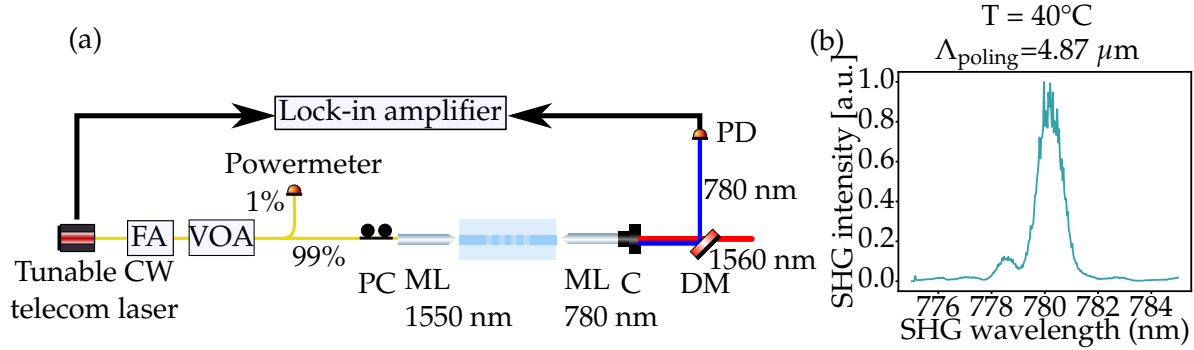 (a)
Lock-in amplifier
Powermeter
1%
FA
VOA
99%
Tunable CW
telecom laser
PC
ML
1550 nm
ML
780 nm
C
DM
1560 nm
780 nm
PD
(b)
T = 40°C
Λpoling=4.87 μm
SHG intensity [a.u.]
1.0
0.8
0.6
0.4
0.2
0.0
776 778 780 782 784
SHG wavelength (nm)